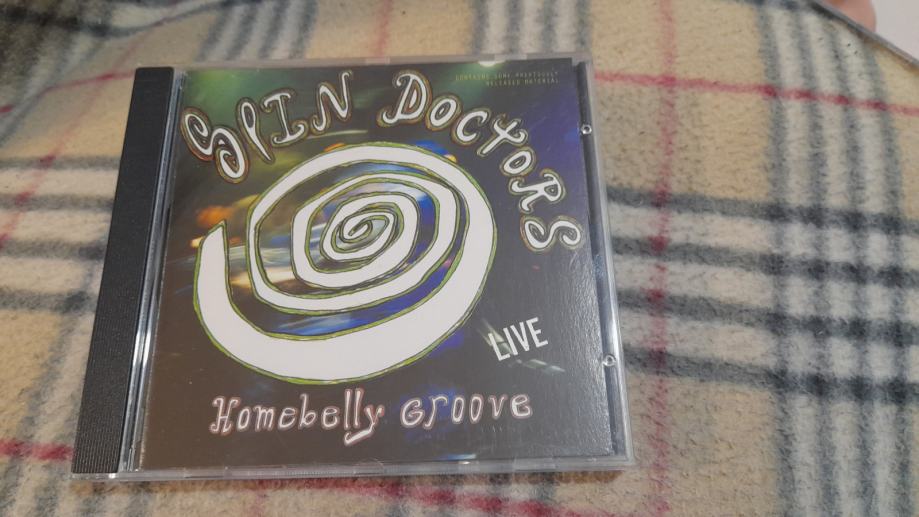 CONTAINS SOME PREVIOUSLY
RELEASED MATERIAL
SPIN DOCTORS
LIVE
Homebelly Groove